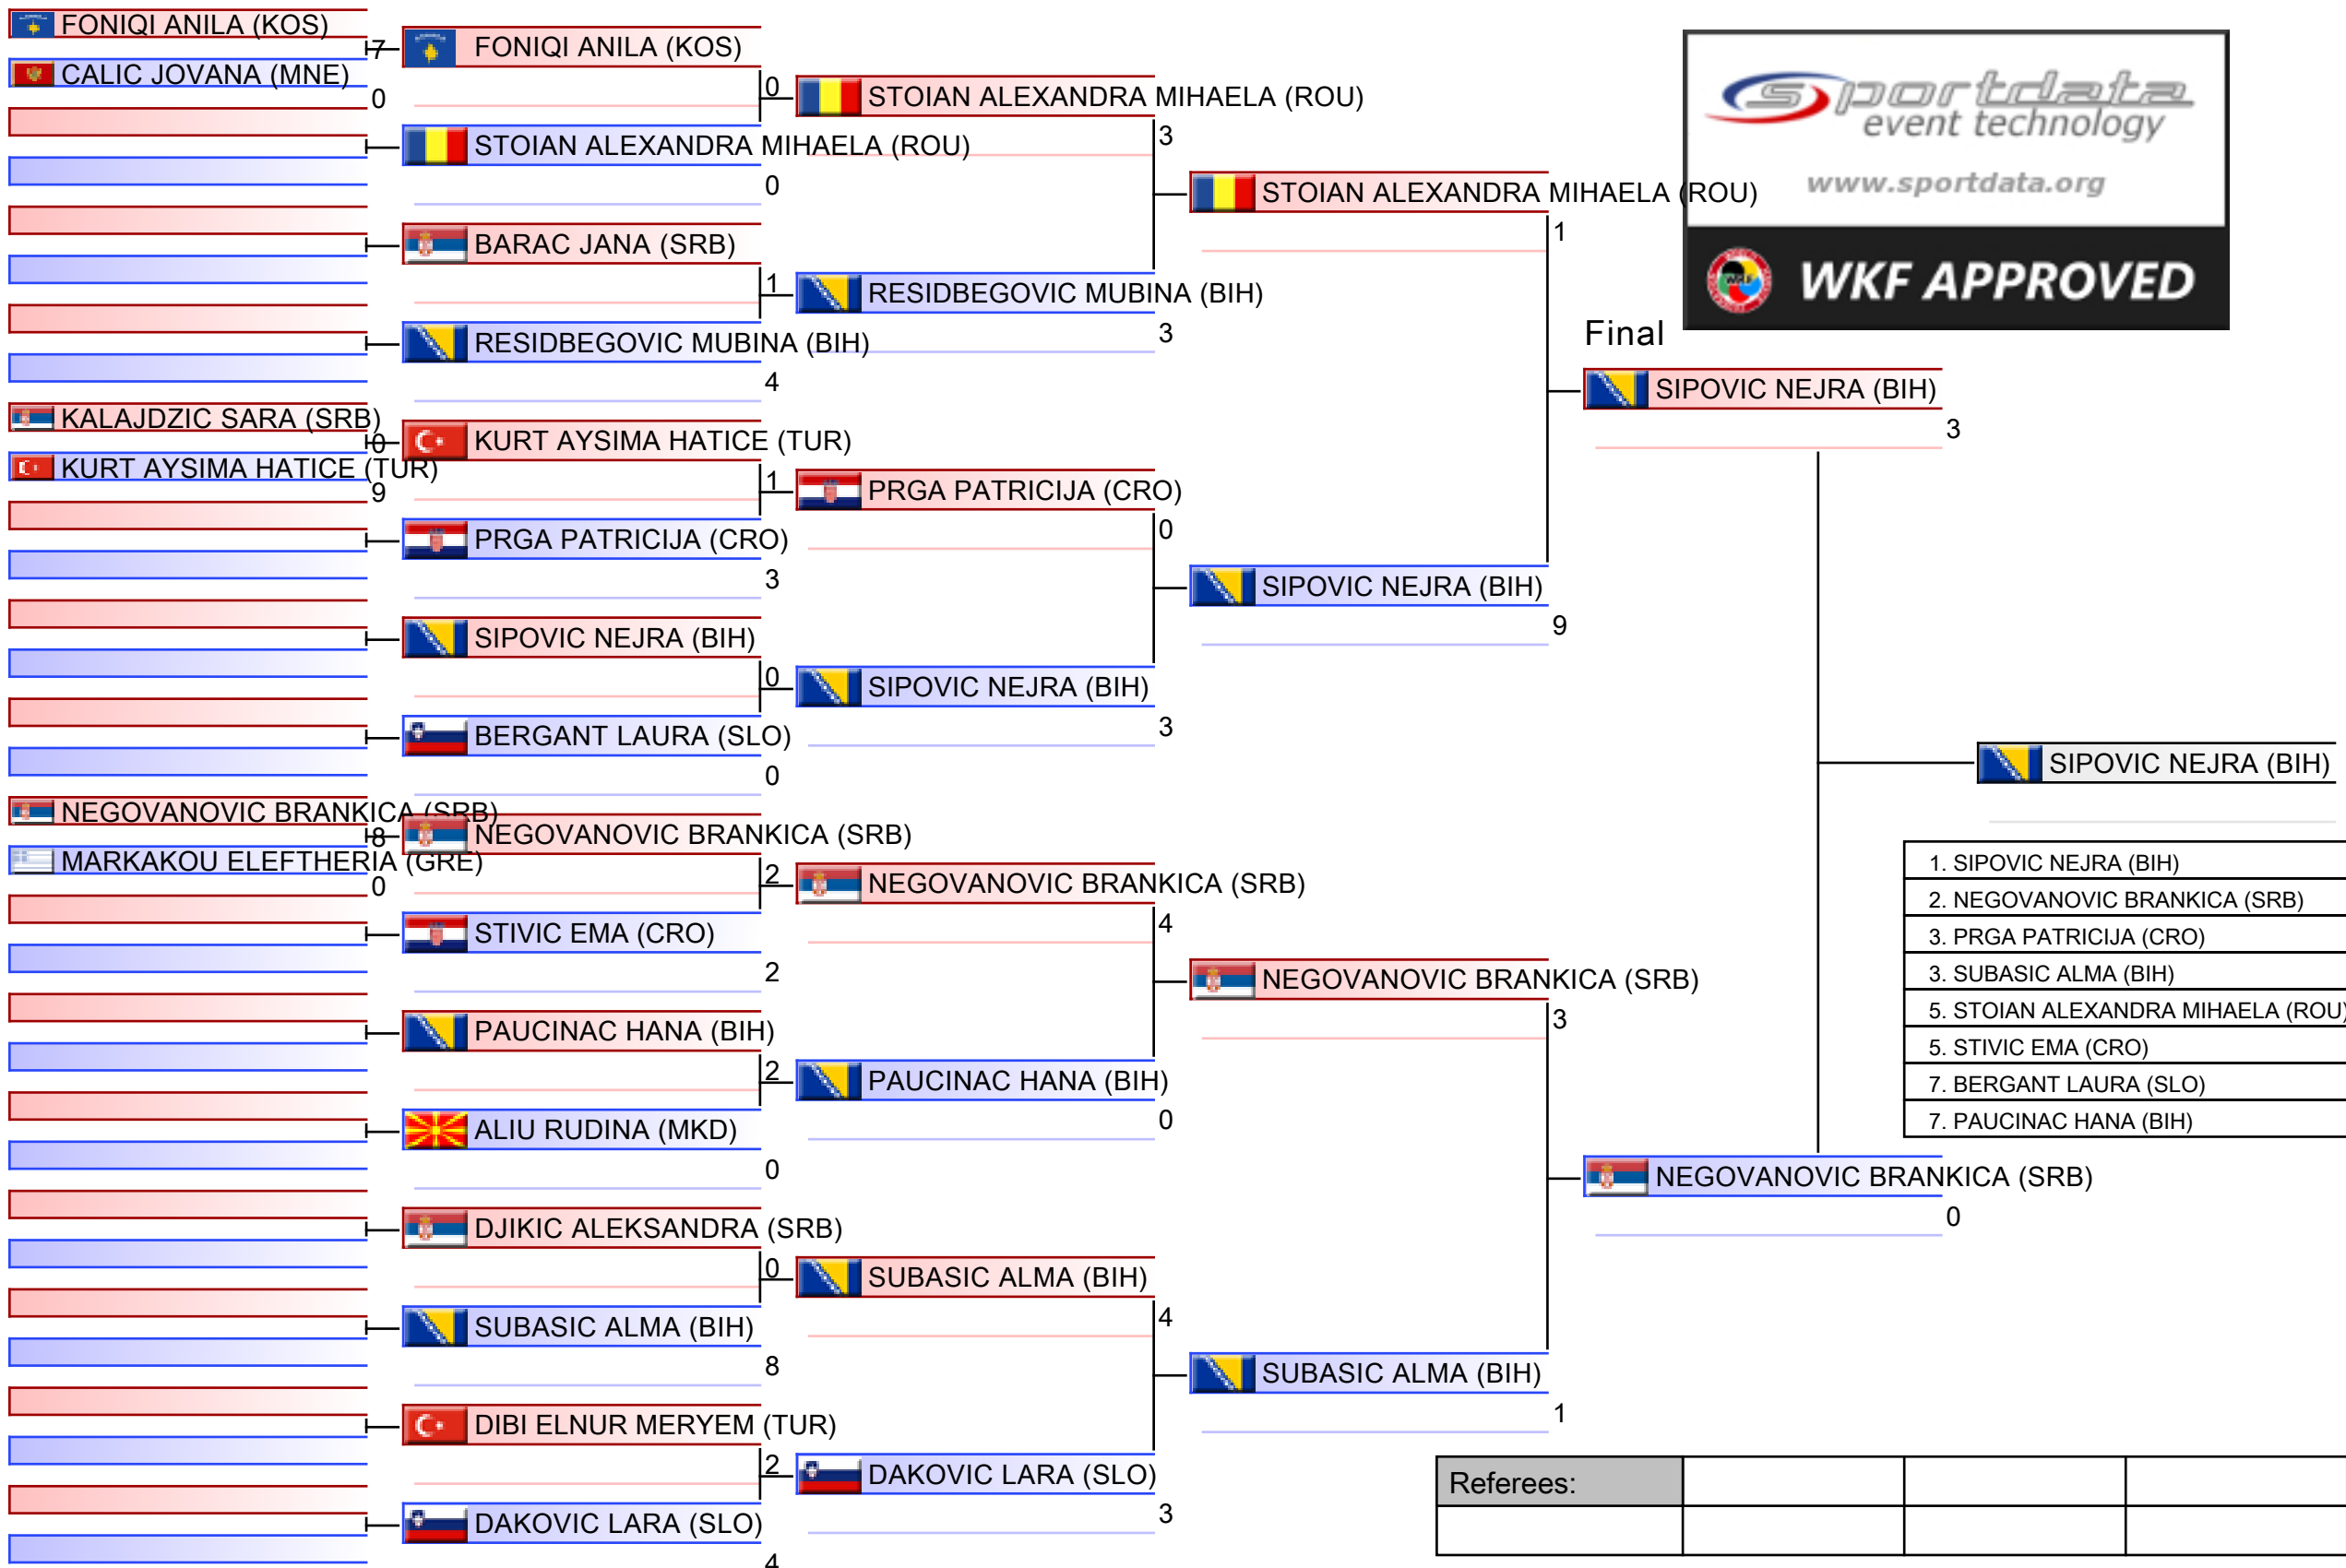 FONIQI ANILA (KOS)
7
CALIC JOVANA (MNE)
0
KALAJDZIC SARA (SRB)
0
KURT AYSIMA HATICE (TUR)
9
NEGOVANOVIC BRANKICA (SRB)
8
MARKAKOU ELEFTHERIA (GRE)
0
FONIQI ANILA (KOS)
0
STOIAN ALEXANDRA MIHAELA (ROU)
0
BARAC JANA (SRB)
1
RESIDBEGOVIC MUBINA (BIH)
4
KURT AYSIMA HATICE (TUR)
1
PRGA PATRICIJA (CRO)
3
SIPOVIC NEJRA (BIH)
0
BERGANT LAURA (SLO)
0
NEGOVANOVIC BRANKICA (SRB)
2
STIVIC EMA (CRO)
2
PAUCINAC HANA (BIH)
2
ALIU RUDINA (MKD)
0
DJIKIC ALEKSANDRA (SRB)
0
SUBASIC ALMA (BIH)
8
DIBI ELNUR MERYEM (TUR)
2
DAKOVIC LARA (SLO)
4
STOIAN ALEXANDRA MIHAELA (ROU)
3
RESIDBEGOVIC MUBINA (BIH)
3
PRGA PATRICIJA (CRO)
0
SIPOVIC NEJRA (BIH)
3
NEGOVANOVIC BRANKICA (SRB)
4
PAUCINAC HANA (BIH)
0
SUBASIC ALMA (BIH)
4
DAKOVIC LARA (SLO)
3
STOIAN ALEXANDRA MIHAELA (ROU)
1
SIPOVIC NEJRA (BIH)
9
NEGOVANOVIC BRANKICA (SRB)
3
SUBASIC ALMA (BIH)
1
sportdata
event technology
www.sportdata.org
WKF
WKF APPROVED
Final
SIPOVIC NEJRA (BIH)
3
NEGOVANOVIC BRANKICA (SRB)
0
SIPOVIC NEJRA (BIH)
1. SIPOVIC NEJRA (BIH)
2. NEGOVANOVIC BRANKICA (SRB)
3. PRGA PATRICIJA (CRO)
3. SUBASIC ALMA (BIH)
5. STOIAN ALEXANDRA MIHAELA (ROU)
5. STIVIC EMA (CRO)
7. BERGANT LAURA (SLO)
7. PAUCINAC HANA (BIH)
Referees: